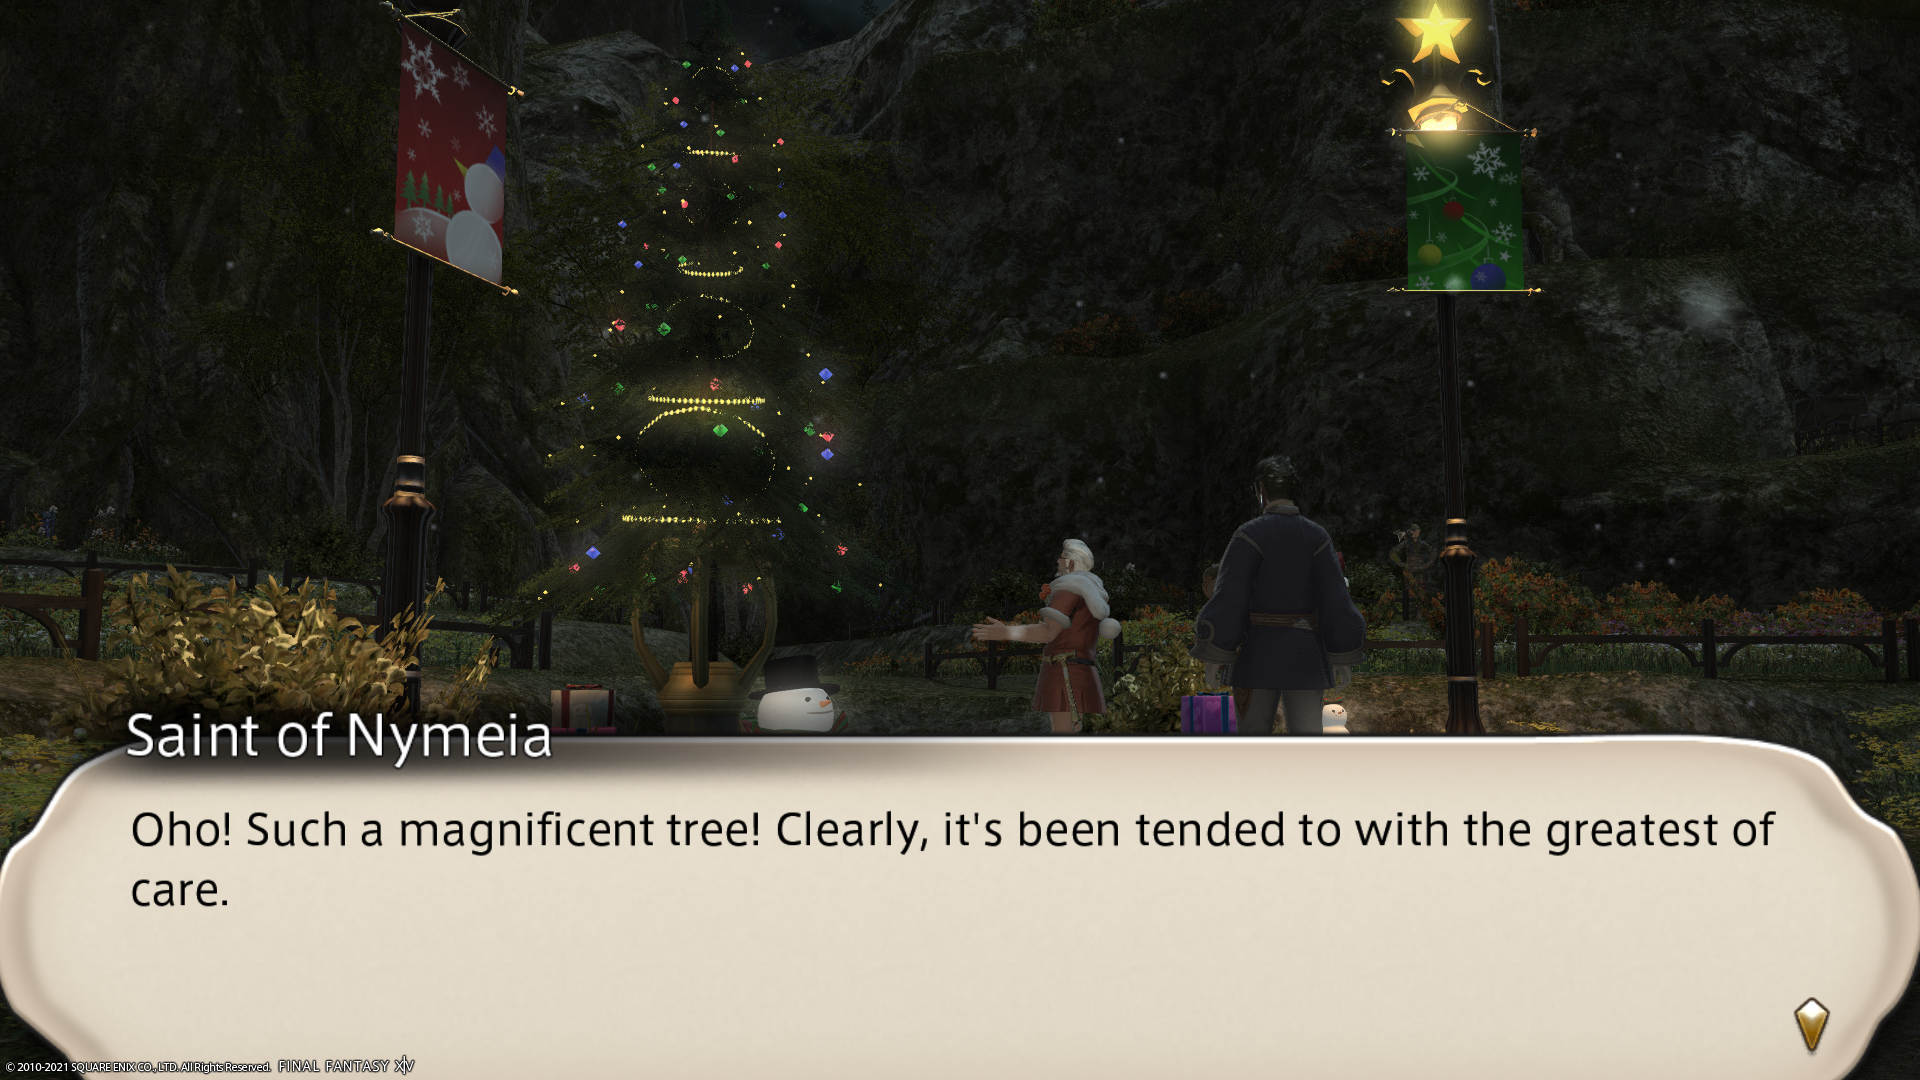 Saint of Nymeia
Oho! Such a magnificent tree! Clearly, it's been tended to with the greatest of
care.
© 2010-2021 SQUARE ENIX CO., LTD. All Rights Reserved. FINAL FANTASY XIV